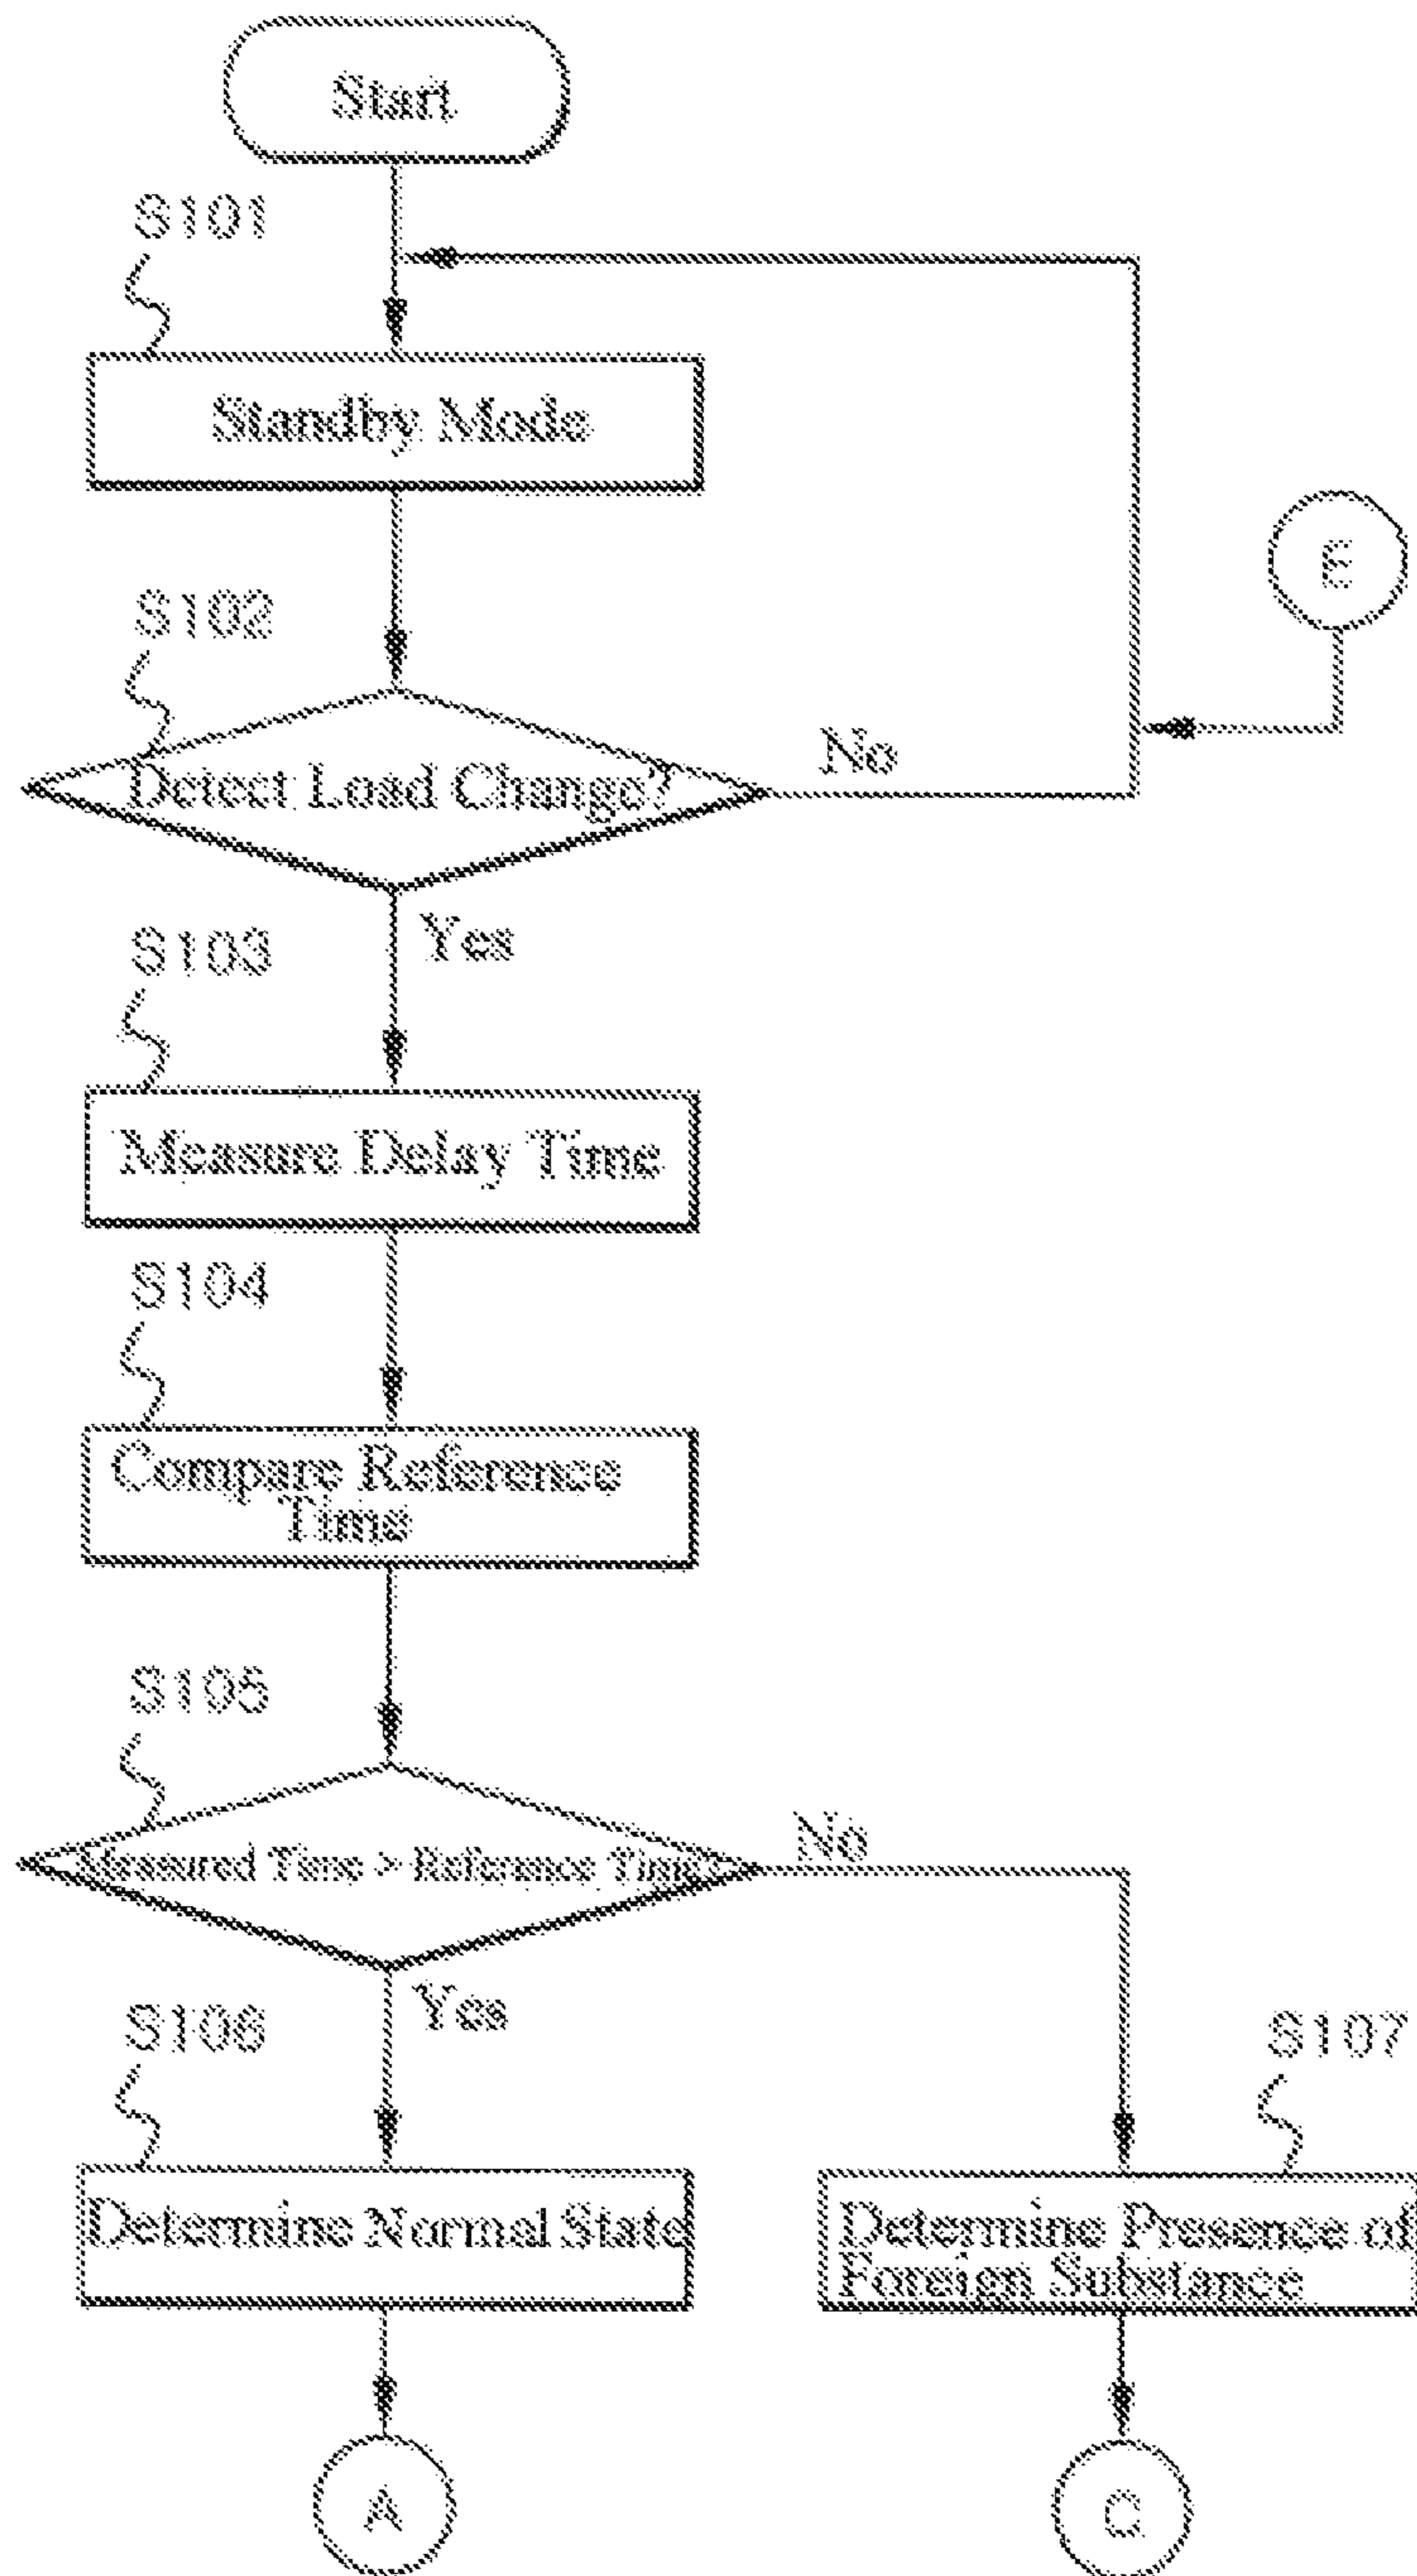 Start
S101
Standby Mode
E
S102
Detect Load Change?
No
Yes
S103
Measure Delay Time
S104
Compare Reference
Time
S105
Measured Time > Reference Time?
No
Yes
S106
S107
Determine Normal State
Determine Presence of
Foreign Substance
A
C